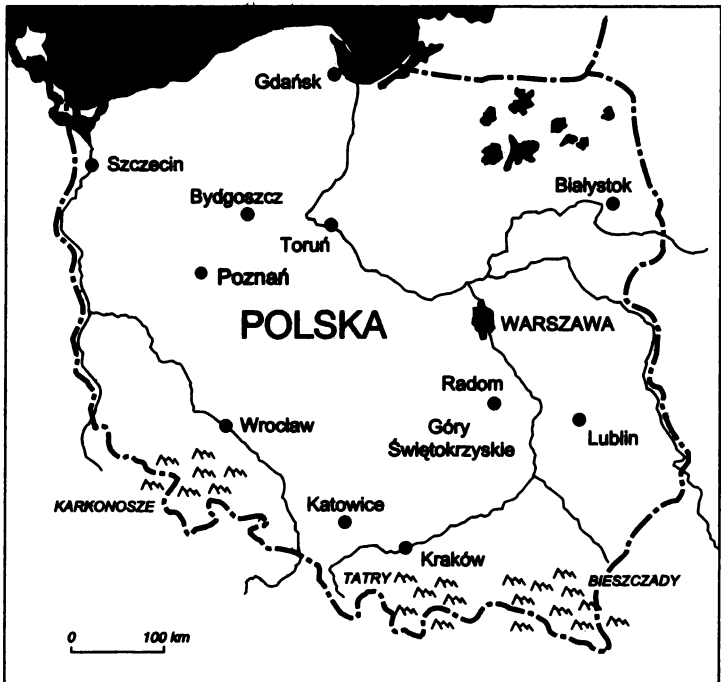 Gdańsk
Szczecin
Białystok
Bydgoszcz
Toruń
Poznań
POLSKA
WARSZAWA
Radom
Góry
Świętokrzyskie
Wrocław
Lublin
KARKONOSZE
Katowice
Kraków
TATRY
BIESZCZADY
0 100 km